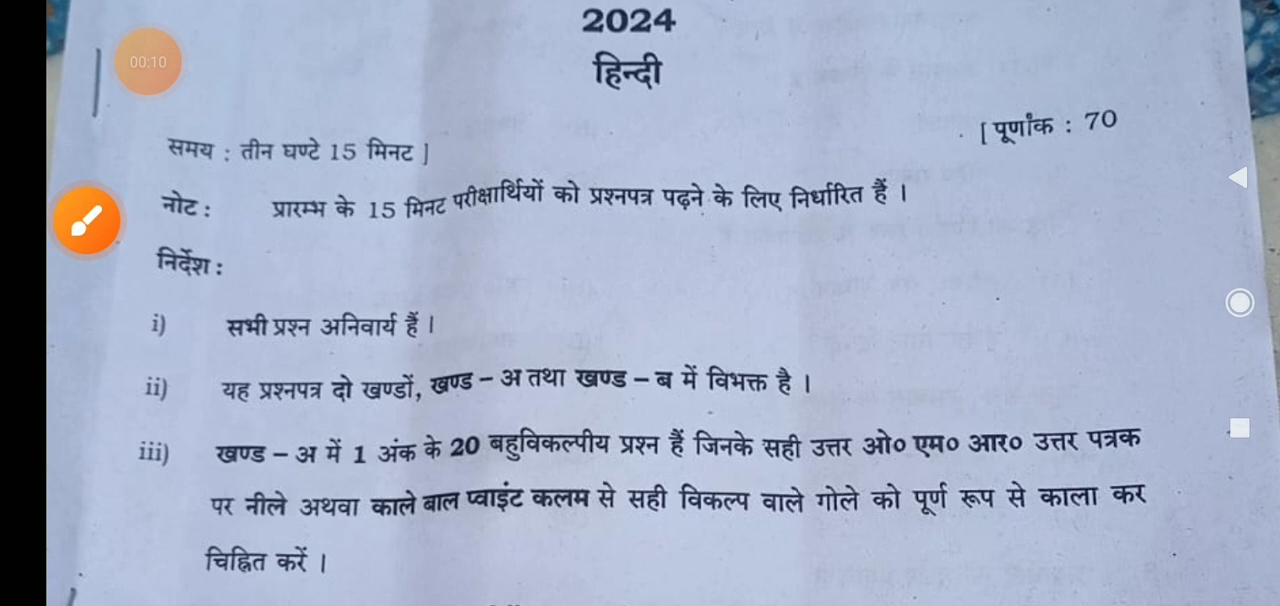 2024
हिन्दी
00:10
समय : तीन घण्टे 15 मिनट ]
[ पूर्णांक : 70
नोट : प्रारम्भ के 15 मिनट परीक्षार्थियों को प्रश्नपत्र पढ़ने के लिए निर्धारित हैं ।
निर्देश :
i) सभी प्रश्न अनिवार्य हैं ।
ii) यह प्रश्नपत्र दो खण्डों, खण्ड – अ तथा खण्ड – ब में विभक्त है ।
iii) खण्ड – अ में 1 अंक के 20 बहुविकल्पीय प्रश्न हैं जिनके सही उत्तर ओ० एम० आर० उत्तर पत्रक
पर नीले अथवा काले बाल प्वाइंट कलम से सही विकल्प वाले गोले को पूर्ण रूप से काला कर
चिह्नित करें ।